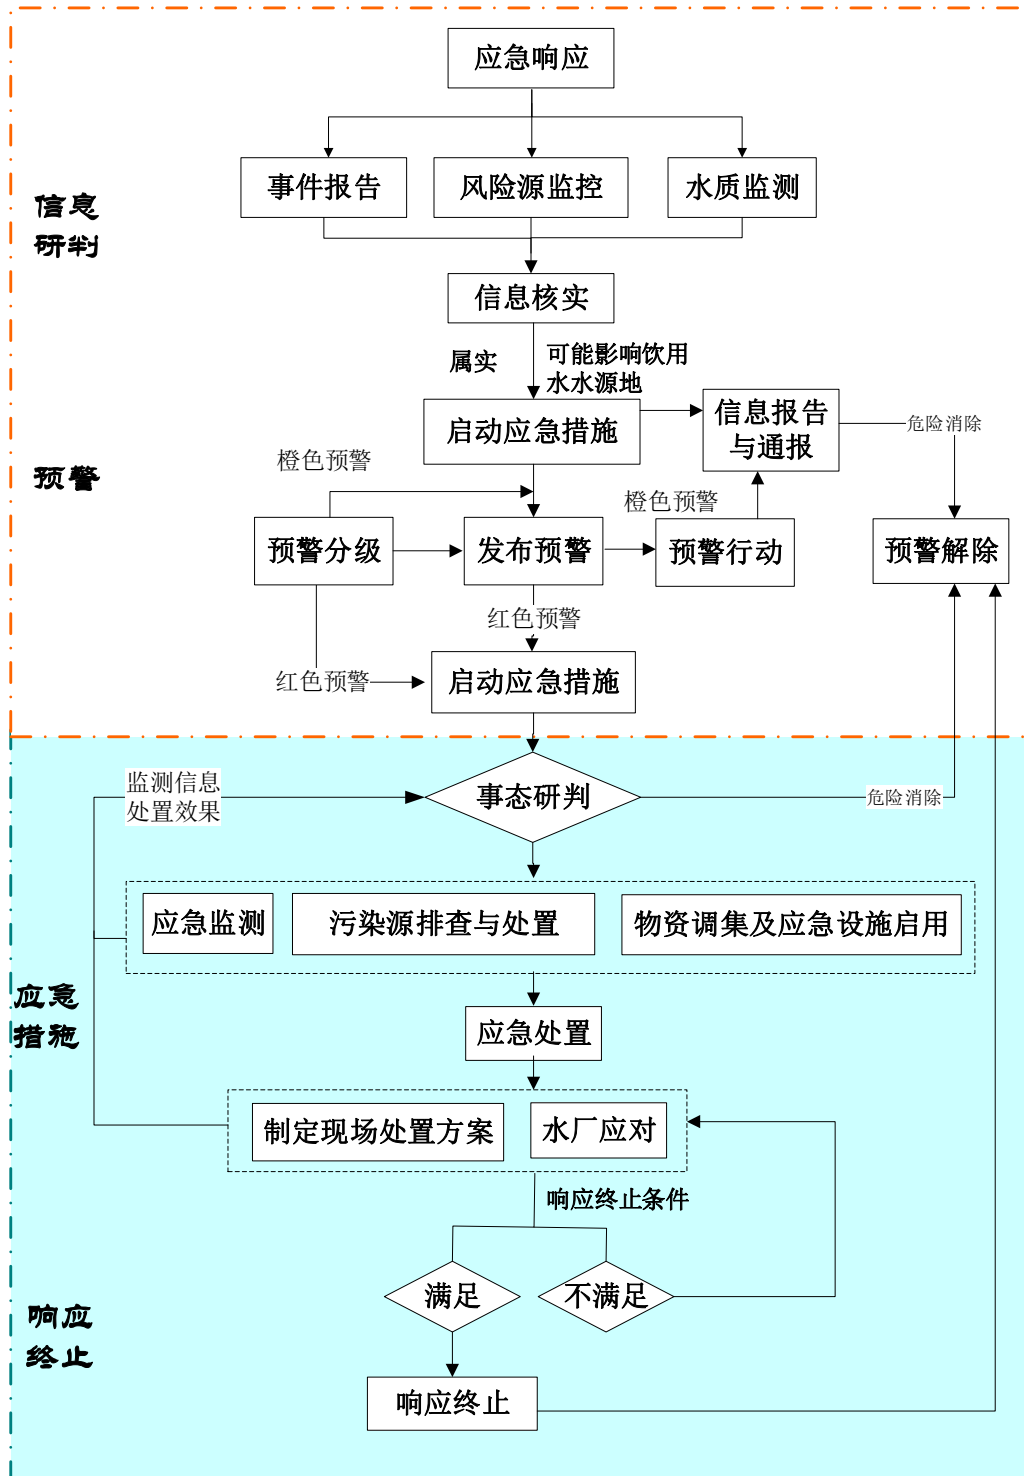 应急响应
事件报告
风险源监控
水质监测
信息
研判
信息核实
属实
可能影响饮用
水水源地
启动应急措施
信息报告
与通报
危险消除
预警
橙色预警
橙色预警
预警分级
发布预警
预警行动
预警解除
红色预警
红色预警
启动应急措施
监测信息
处置效果
事态研判
危险消除
应急监测
污染源排查与处置
物资调集及应急设施启用
应急
措施
应急处置
制定现场处置方案
水厂应对
响应终止条件
满足
不满足
响应
终止
响应终止